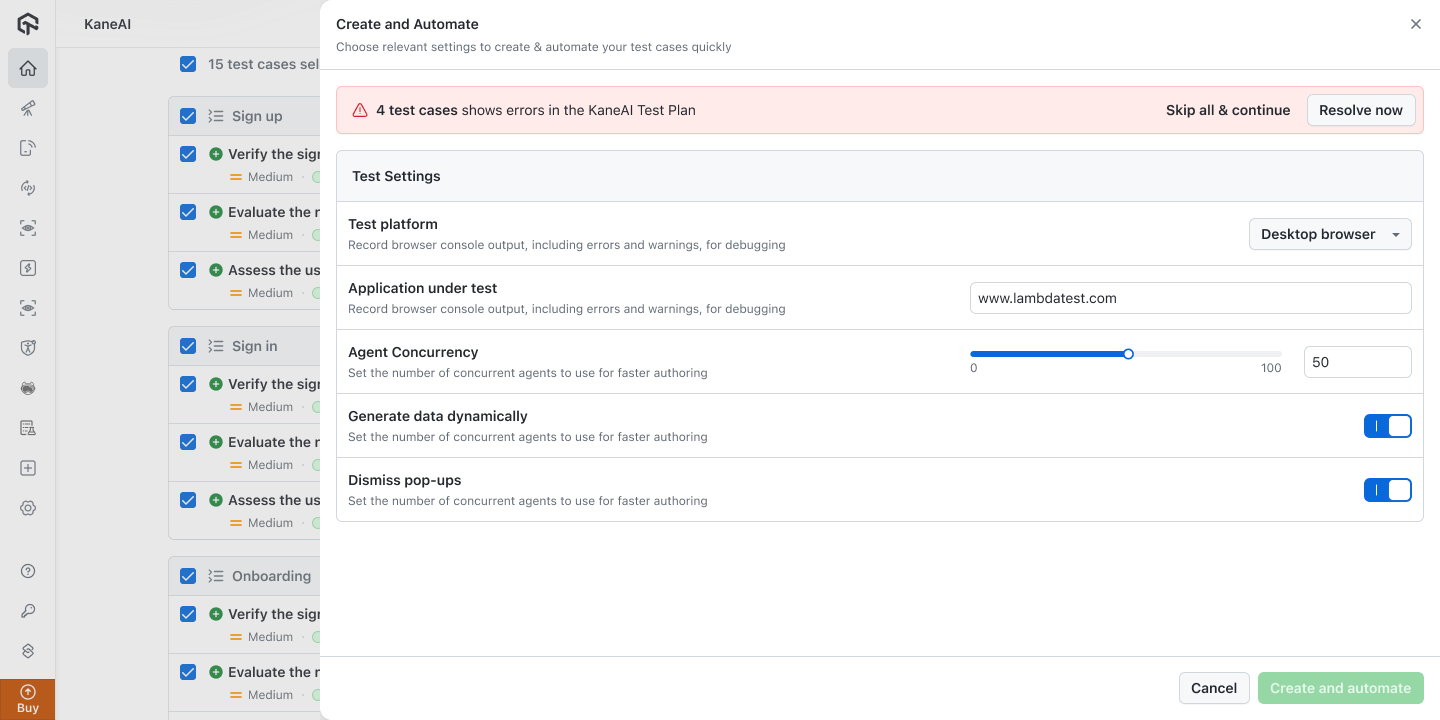 KaneAI
15 test cases sel
Sign up
Verify the sign
Medium
Evaluate the n
Medium
Assess the us
Medium
Sign in
Verify the sign
Medium
Evaluate the n
Medium
Assess the us
Medium
Onboarding
Verify the sign
Medium
Evaluate the n
Medium
Buy
Create and Automate
Choose relevant settings to create & automate your test cases quickly
4 test cases shows errors in the KaneAI Test Plan
Skip all & continue
Resolve now
Test Settings
Test platform
Record browser console output, including errors and warnings, for debugging
Desktop browser
Application under test
Record browser console output, including errors and warnings, for debugging
www.lambdatest.com
Agent Concurrency
Set the number of concurrent agents to use for faster authoring
0
100
50
Generate data dynamically
Set the number of concurrent agents to use for faster authoring
Dismiss pop-ups
Set the number of concurrent agents to use for faster authoring
Cancel
Create and automate